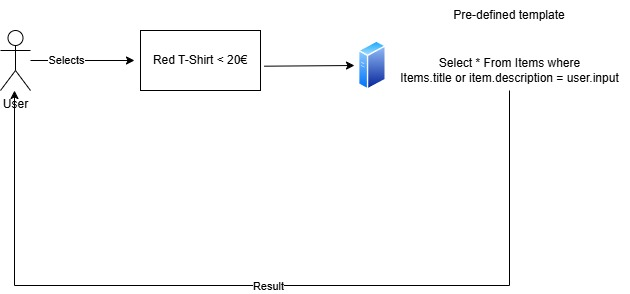 Pre-defined template
Selects
Red T-Shirt < 20€
Select * From Items where
Items.title or item.description = user.input
User
Result